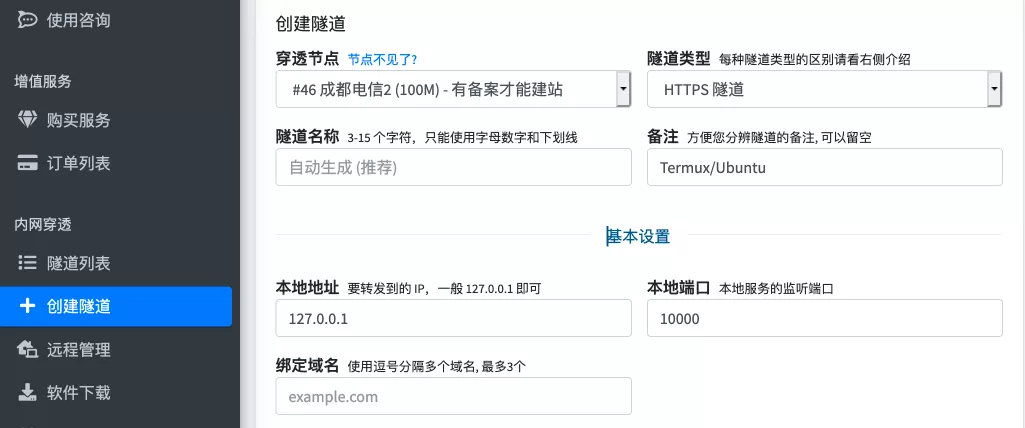 使用咨询
增值服务
购买服务
订单列表
内网穿透
隧道列表
创建隧道
远程管理
软件下载
创建隧道
穿透节点 节点不见了?
#46 成都电信2 (100M) - 有备案才能建站
隧道类型 每种隧道类型的区别请看右侧介绍
HTTPS 隧道
隧道名称 3-15 个字符，只能使用字母数字和下划线
自动生成 (推荐)
备注 方便您分辨隧道的备注, 可以留空
Termux/Ubuntu
基本设置
本地地址 要转发到的 IP，一般 127.0.0.1 即可
127.0.0.1
本地端口 本地服务的监听端口
10000
绑定域名 使用逗号分隔多个域名, 最多3个
example.com